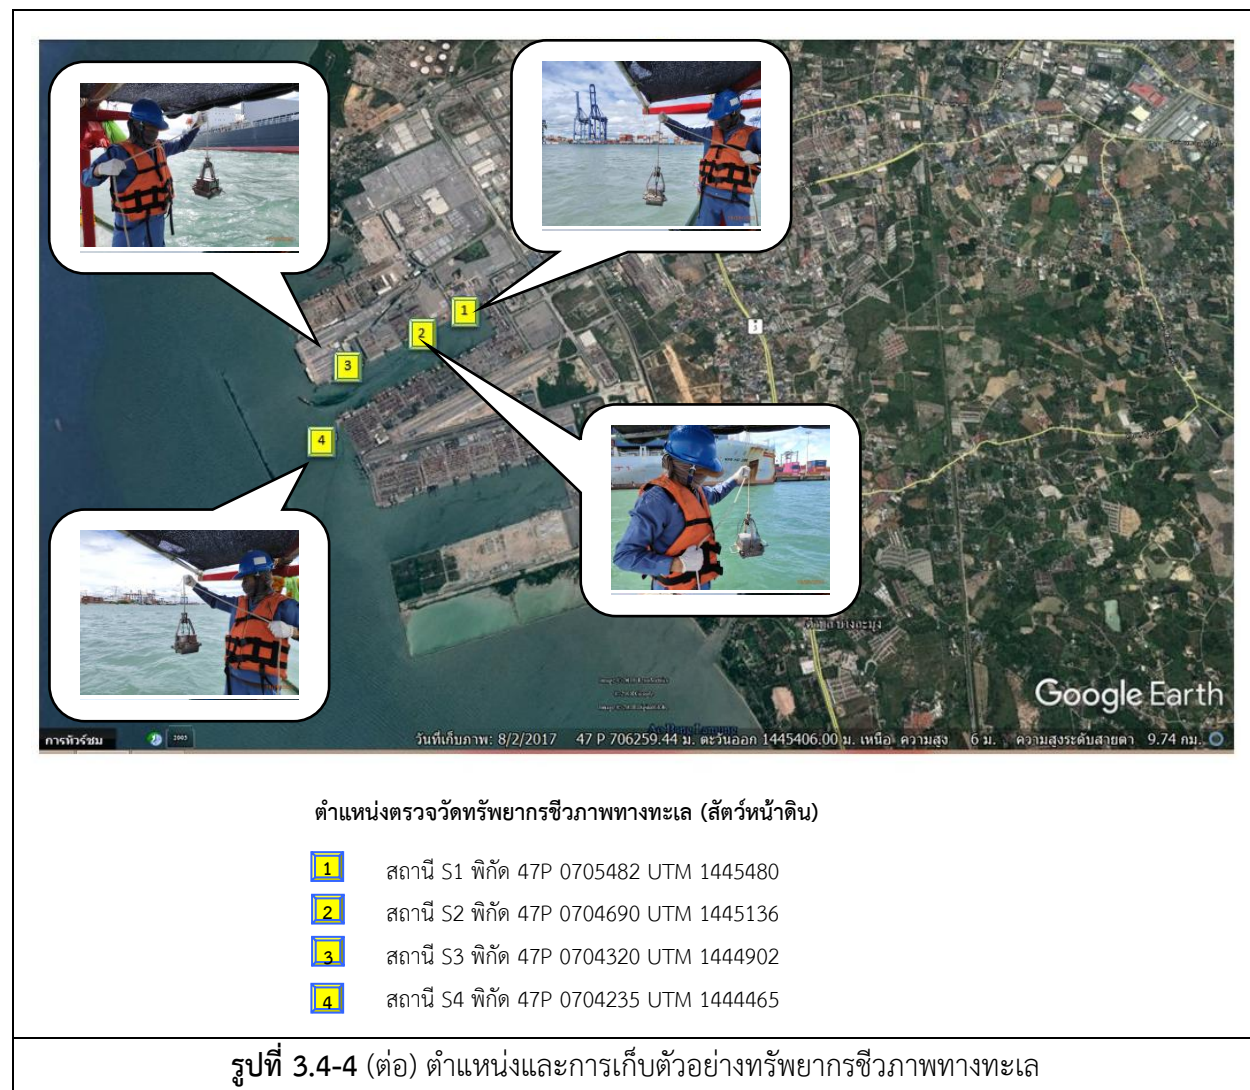 1
2
3
4
3
Google Earth
การทัวร์ชม
2003
วันที่เก็บภาพ: 8/2/2017 47 P 706259.44 ม. ตะวันออก 1445406.00 ม. เหนือ ความสูง 6 ม. ความสูงระดับสายตา 9.74 กม.
ตำแหน่งตรวจวัดทรัพยากรชีวภาพทางทะเล (สัตว์หน้าดิน)
1 สถานี S1 พิกัด 47P 0705482 UTM 1445480
2 สถานี S2 พิกัด 47P 0704690 UTM 1445136
3 สถานี S3 พิกัด 47P 0704320 UTM 1444902
4 สถานี S4 พิกัด 47P 0704235 UTM 1444465
รูปที่ 3.4-4 (ต่อ) ตำแหน่งและการเก็บตัวอย่างทรัพยากรชีวภาพทางทะเล